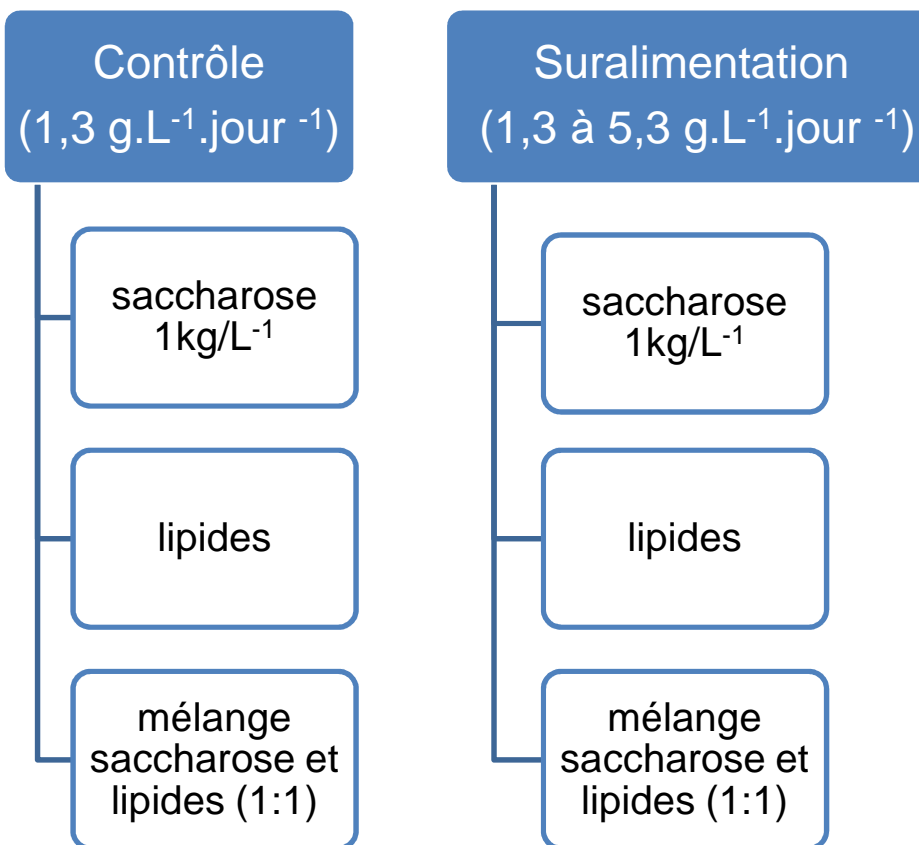 Contrôle
(1,3 g.L⁻¹.jour ⁻¹)
saccharose
1kg/L⁻¹
lipides
mélange
saccharose et
lipides (1:1)
Suralimentation
(1,3 à 5,3 g.L⁻¹.jour ⁻¹)
saccharose
1kg/L⁻¹
lipides
mélange
saccharose et
lipides (1:1)